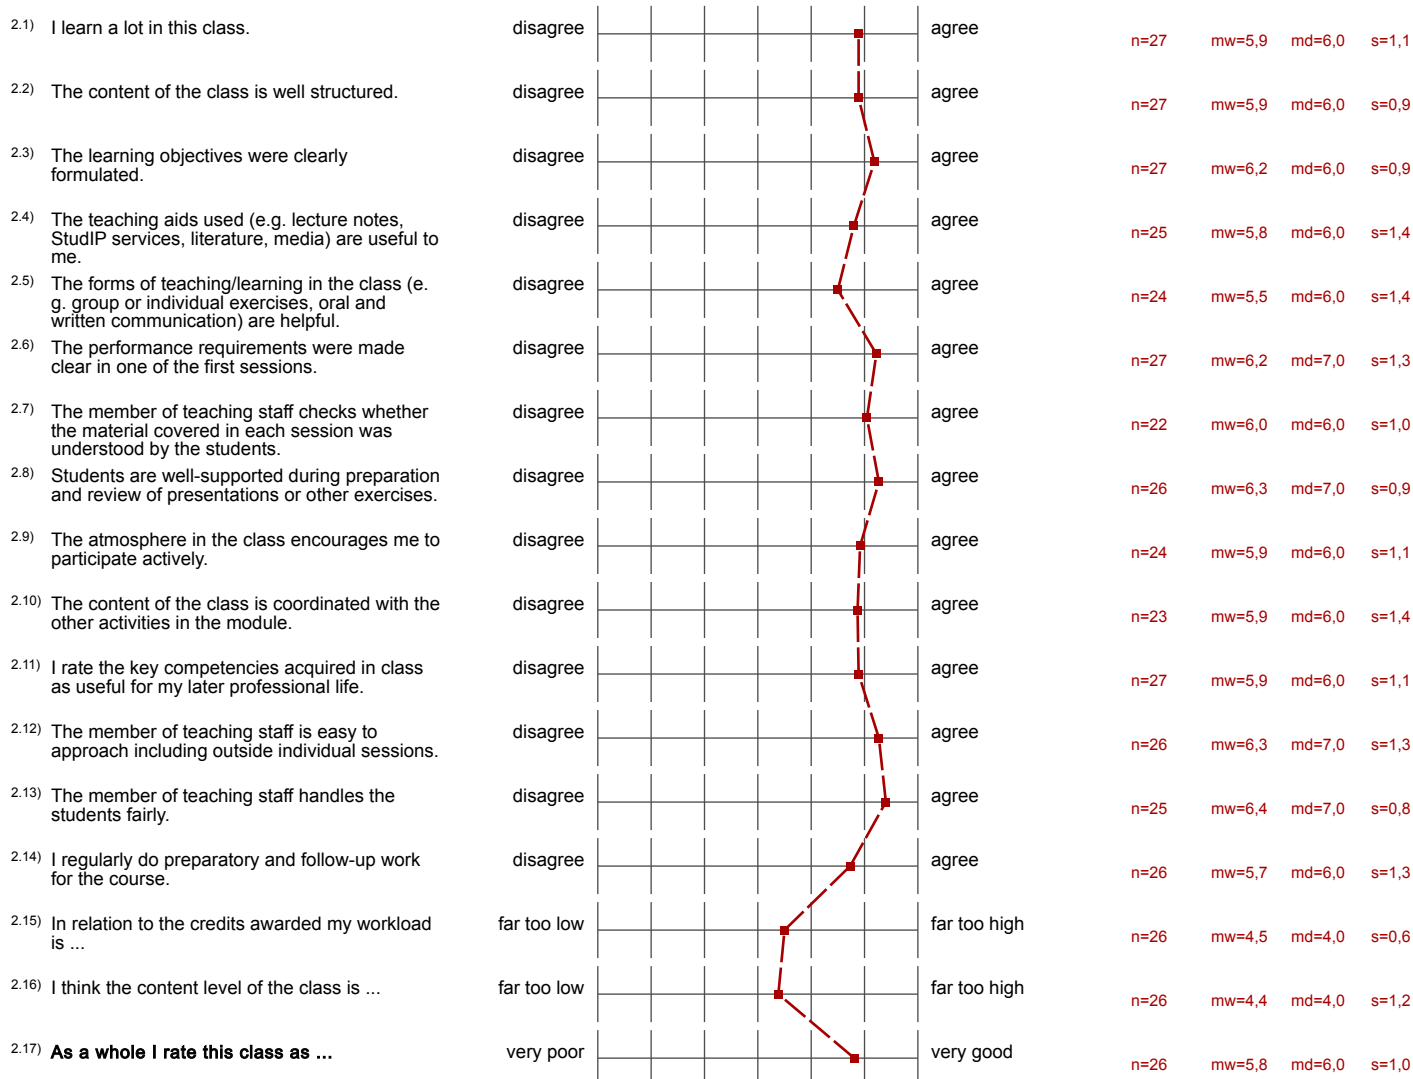 2.1) I learn a lot in this class. disagree agree n=27 mw=5,9 md=6,0 s=1,1
2.2) The content of the class is well structured. disagree agree n=27 mw=5,9 md=6,0 s=0,9
2.3) The learning objectives were clearly disagree agree n=27 mw=6,2 md=6,0 s=0,9
formulated.
2.4) The teaching aids used (e.g. lecture notes, disagree agree n=25 mw=5,8 md=6,0 s=1,4
StudIP services, literature, media) are useful to
me.
2.5) The forms of teaching/learning in the class (e. disagree agree n=24 mw=5,5 md=6,0 s=1,4
g. group or individual exercises, oral and
written communication) are helpful.
2.6) The performance requirements were made disagree agree n=27 mw=6,2 md=7,0 s=1,3
clear in one of the first sessions.
2.7) The member of teaching staff checks whether disagree agree n=22 mw=6,0 md=6,0 s=1,0
the material covered in each session was
understood by the students.
2.8) Students are well-supported during preparation disagree agree n=26 mw=6,3 md=7,0 s=0,9
and review of presentations or other exercises.
2.9) The atmosphere in the class encourages me to disagree agree n=24 mw=5,9 md=6,0 s=1,1
participate actively.
2.10) The content of the class is coordinated with the disagree agree n=23 mw=5,9 md=6,0 s=1,4
other activities in the module.
2.11) I rate the key competencies acquired in class disagree agree n=27 mw=5,9 md=6,0 s=1,1
as useful for my later professional life.
2.12) The member of teaching staff is easy to disagree agree n=26 mw=6,3 md=7,0 s=1,3
approach including outside individual sessions.
2.13) The member of teaching staff handles the disagree agree n=25 mw=6,4 md=7,0 s=0,8
students fairly.
2.14) I regularly do preparatory and follow-up work disagree agree n=26 mw=5,7 md=6,0 s=1,3
for the course.
2.15) In relation to the credits awarded my workload far too low far too high n=26 mw=4,5 md=4,0 s=0,6
is ...
2.16) I think the content level of the class is ... far too low far too high n=26 mw=4,4 md=4,0 s=1,2
2.17) As a whole I rate this class as ... very poor very good n=26 mw=5,8 md=6,0 s=1,0